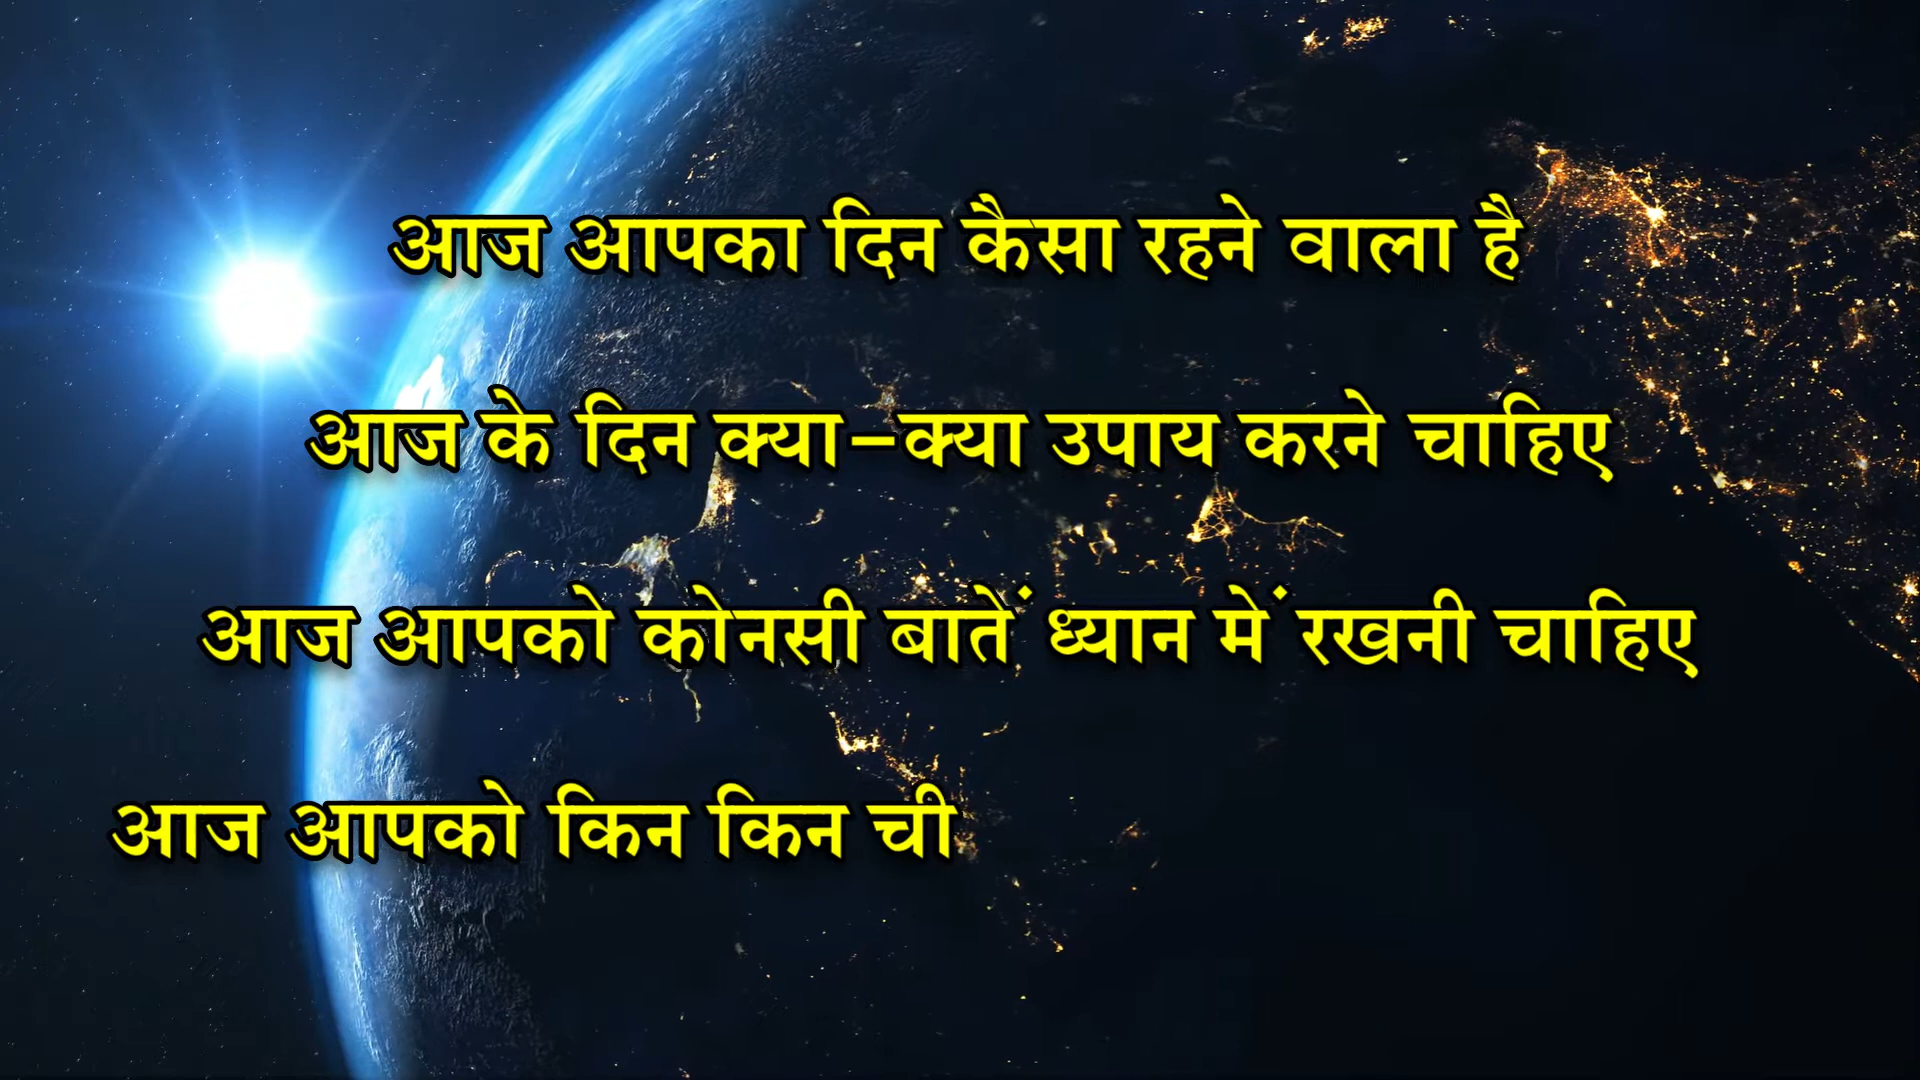 आज आपका दिन कैसा रहने वाला है
आज के दिन क्या-क्या उपाय करने चाहिए
आज आपको कोनसी बातें ध्यान में रखनी चाहिए
आज आपको किन किन ची